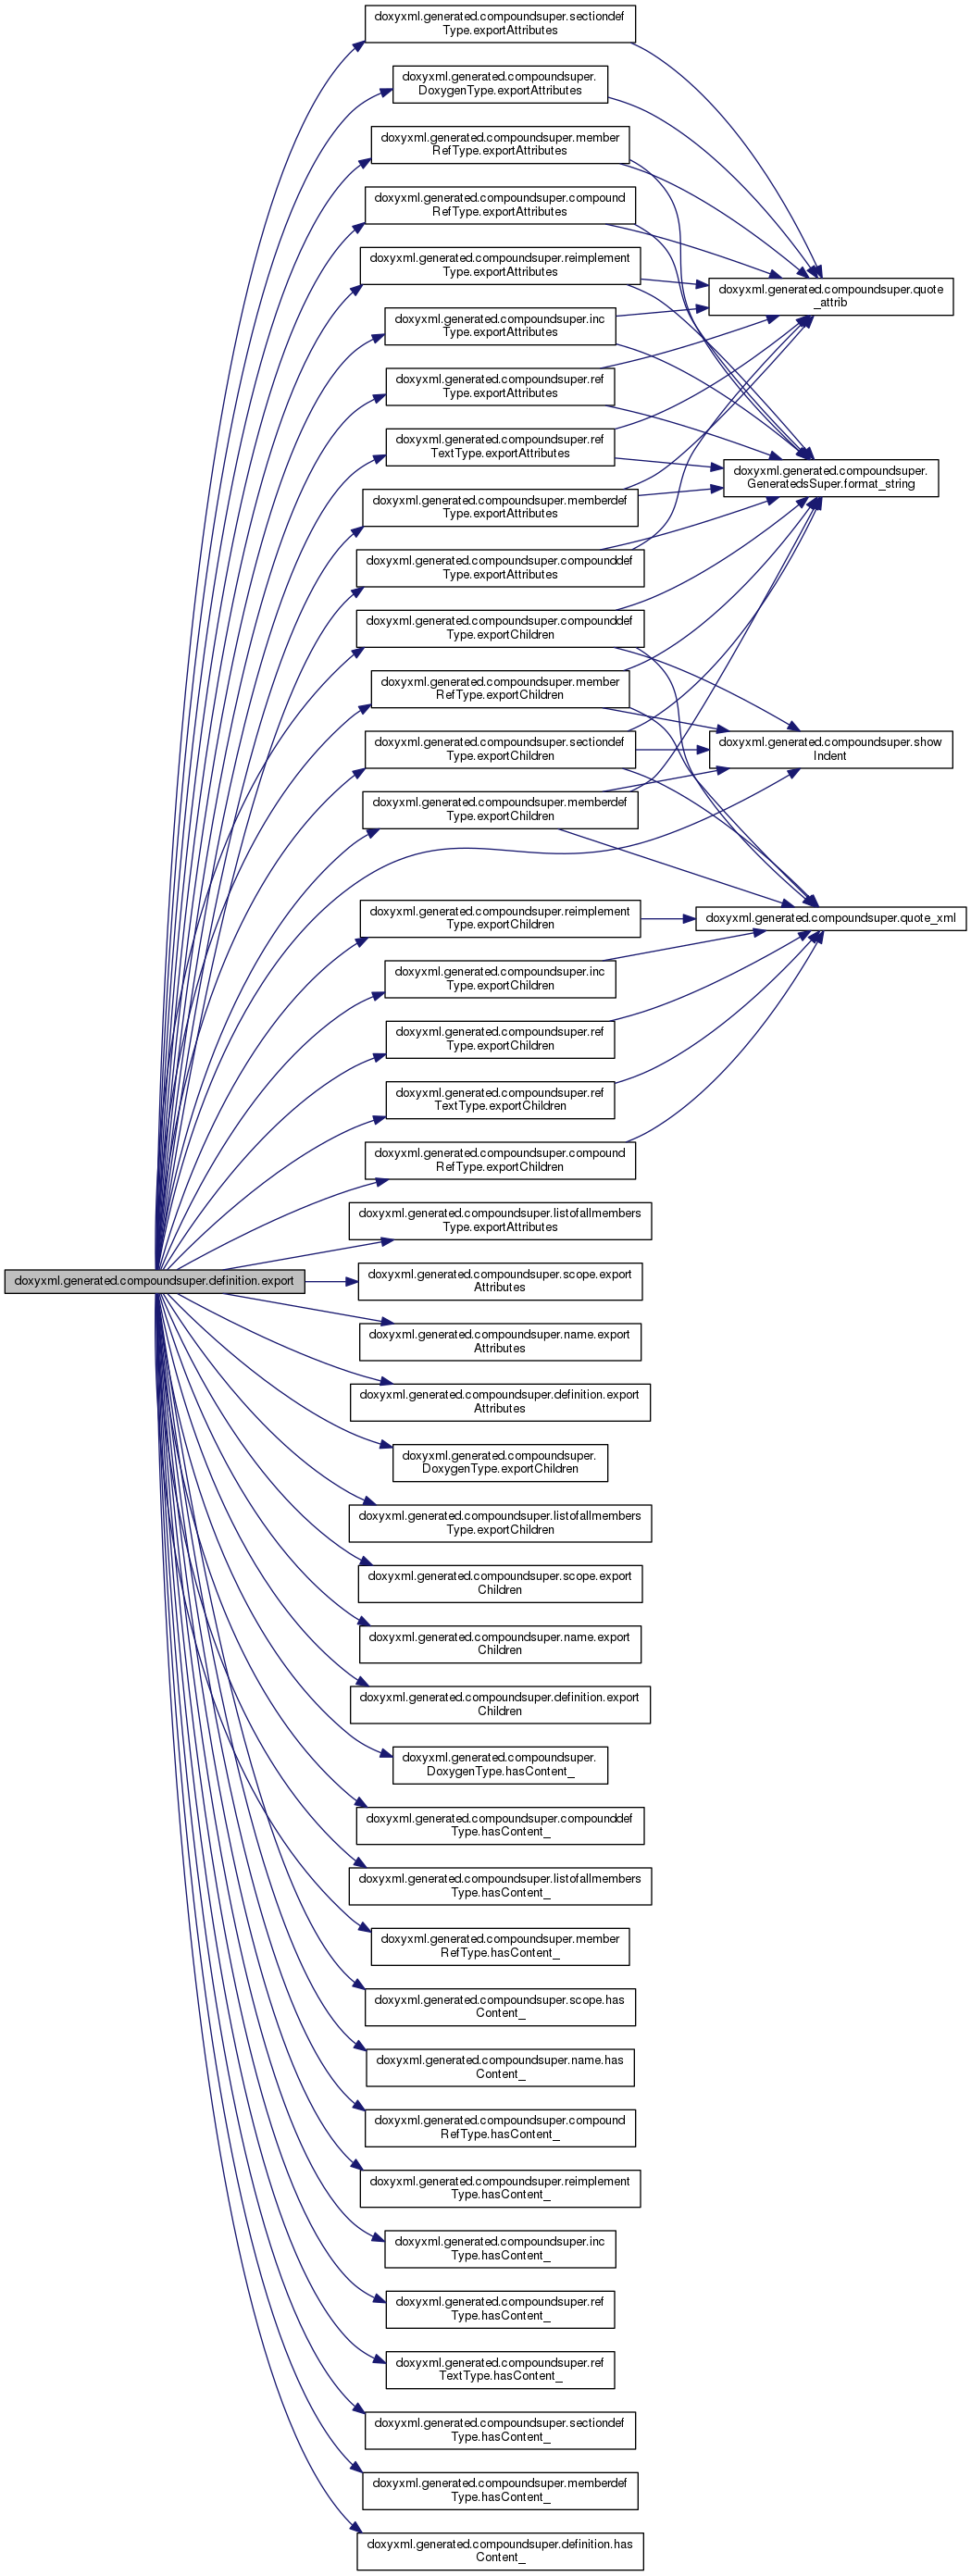 doxyxml.generated.compoundsuper.sectiondef
Type.exportAttributes
doxyxml.generated.compoundsuper.
DoxygenType.exportAttributes
doxyxml.generated.compoundsuper.member
RefType.exportAttributes
doxyxml.generated.compoundsuper.compound
RefType.exportAttributes
doxyxml.generated.compoundsuper.reimplement
Type.exportAttributes
doxyxml.generated.compoundsuper.quote
_attrib
doxyxml.generated.compoundsuper.inc
Type.exportAttributes
doxyxml.generated.compoundsuper.ref
Type.exportAttributes
doxyxml.generated.compoundsuper.ref
TextType.exportAttributes
doxyxml.generated.compoundsuper.
GeneratedsSuper.format_string
doxyxml.generated.compoundsuper.memberdef
Type.exportAttributes
doxyxml.generated.compoundsuper.compounddef
Type.exportAttributes
doxyxml.generated.compoundsuper.compounddef
Type.exportChildren
doxyxml.generated.compoundsuper.member
RefType.exportChildren
doxyxml.generated.compoundsuper.sectiondef
Type.exportChildren
doxyxml.generated.compoundsuper.show
Indent
doxyxml.generated.compoundsuper.memberdef
Type.exportChildren
doxyxml.generated.compoundsuper.reimplement
Type.exportChildren
doxyxml.generated.compoundsuper.quote_xml
doxyxml.generated.compoundsuper.inc
Type.exportChildren
doxyxml.generated.compoundsuper.ref
Type.exportChildren
doxyxml.generated.compoundsuper.ref
TextType.exportChildren
doxyxml.generated.compoundsuper.compound
RefType.exportChildren
doxyxml.generated.compoundsuper.listofallmembers
Type.exportAttributes
doxyxml.generated.compoundsuper.definition.export
doxyxml.generated.compoundsuper.scope.export
Attributes
doxyxml.generated.compoundsuper.name.export
Attributes
doxyxml.generated.compoundsuper.definition.export
Attributes
doxyxml.generated.compoundsuper.
DoxygenType.exportChildren
doxyxml.generated.compoundsuper.listofallmembers
Type.exportChildren
doxyxml.generated.compoundsuper.scope.export
Children
doxyxml.generated.compoundsuper.name.export
Children
doxyxml.generated.compoundsuper.definition.export
Children
doxyxml.generated.compoundsuper.
DoxygenType.hasContent_
doxyxml.generated.compoundsuper.compounddef
Type.hasContent_
doxyxml.generated.compoundsuper.listofallmembers
Type.hasContent_
doxyxml.generated.compoundsuper.member
RefType.hasContent_
doxyxml.generated.compoundsuper.scope.has
Content_
doxyxml.generated.compoundsuper.name.has
Content_
doxyxml.generated.compoundsuper.compound
RefType.hasContent_
doxyxml.generated.compoundsuper.reimplement
Type.hasContent_
doxyxml.generated.compoundsuper.inc
Type.hasContent_
doxyxml.generated.compoundsuper.ref
Type.hasContent_
doxyxml.generated.compoundsuper.ref
TextType.hasContent_
doxyxml.generated.compoundsuper.sectiondef
Type.hasContent_
doxyxml.generated.compoundsuper.memberdef
Type.hasContent_
doxyxml.generated.compoundsuper.definition.has
Content_